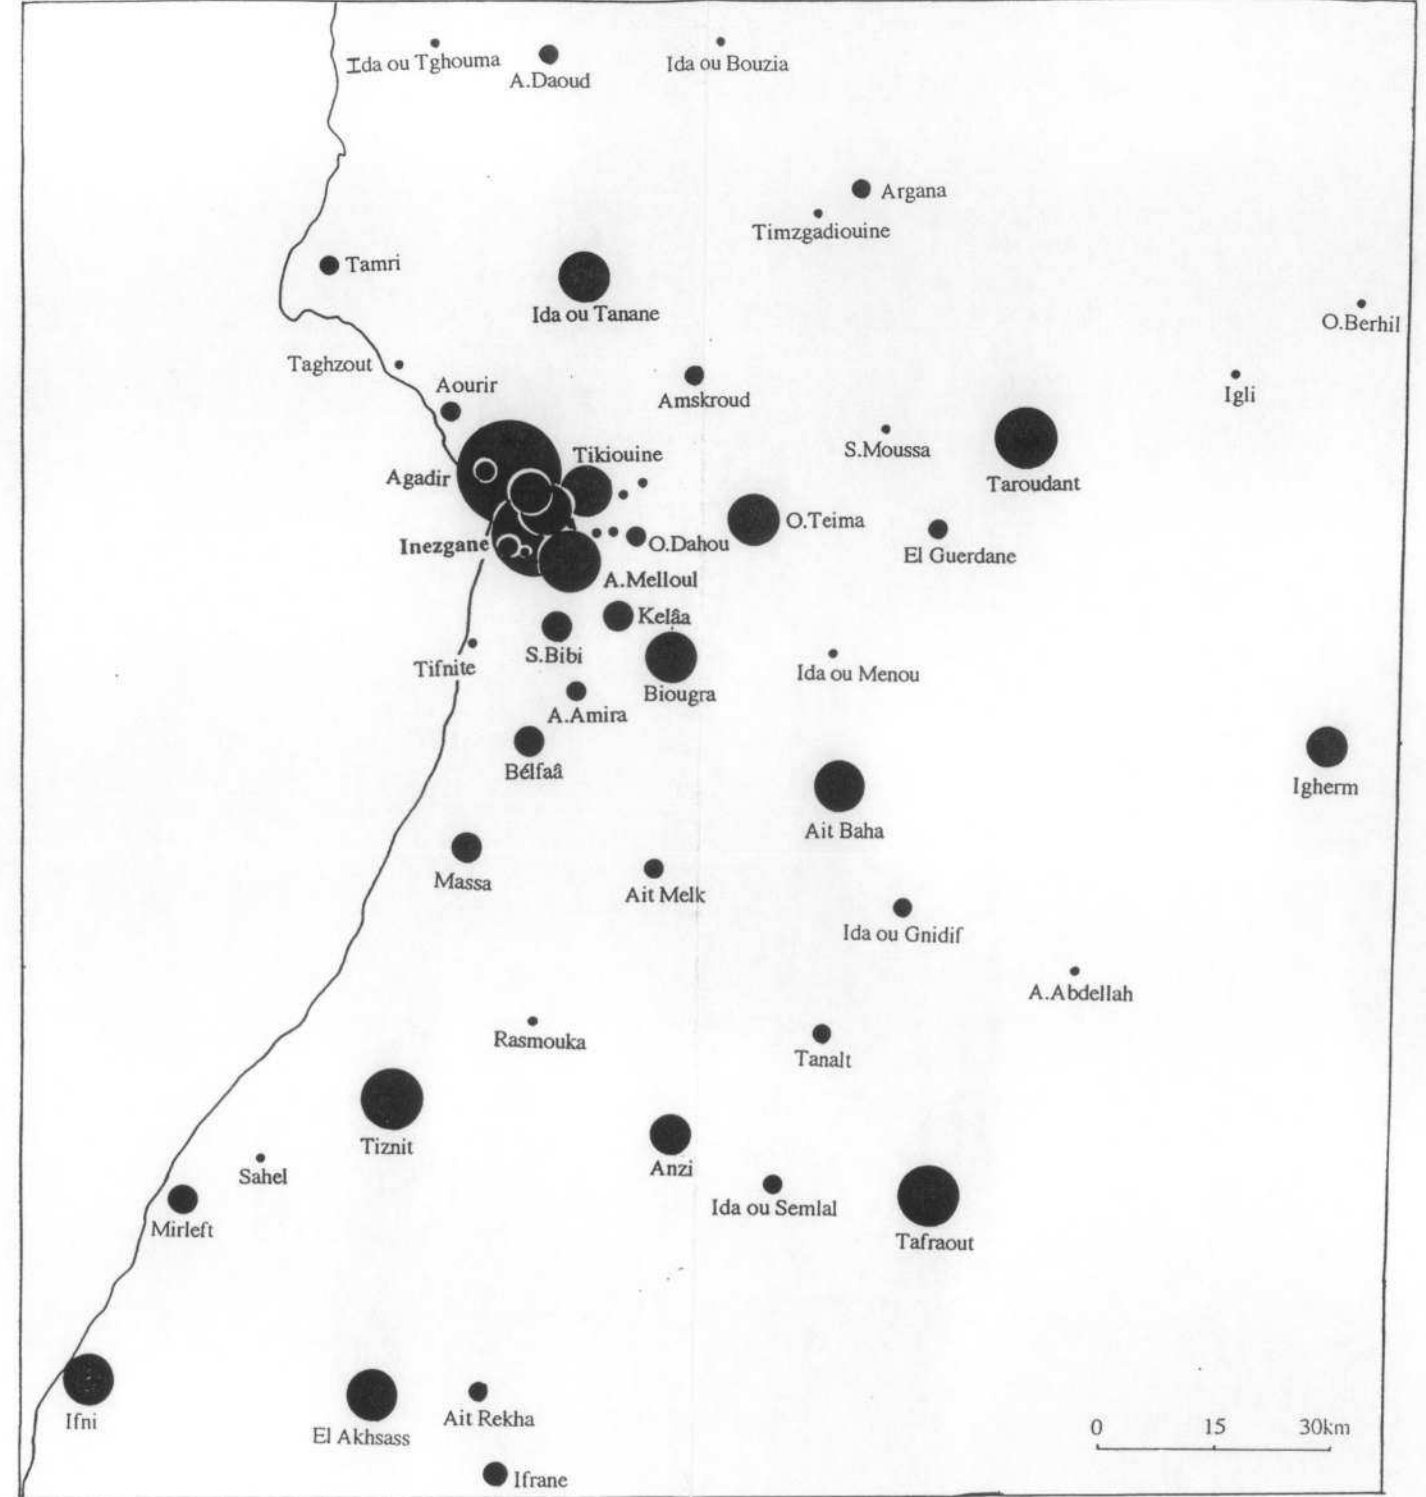 Ida ou Tghouma
A.Daoud
Ida ou Bouzia
Argana
Timzgadiouine
Tamri
Ida ou Tanane
O.Berhil
Taghzout
Aourir
Amskroud
Igli
S.Moussa
Tikiouine
Agadir
Taroudant
O.Teima
Inezgane
O.Dahou
El Guerdane
A.Melloul
Kelâa
S.Bibi
Tifnite
Ida ou Menou
Biougra
A.Amira
Bélfaâ
Igherm
Ait Baha
Massa
Ait Melk
Ida ou Gnidif
A.Abdellah
Rasmouka
Tanalt
Tiznit
Anzi
Sahel
Ida ou Semlal
Mirleft
Tafraout
Ifni
Ait Rekha
El Akhsass
0 15 30km
Ifrane